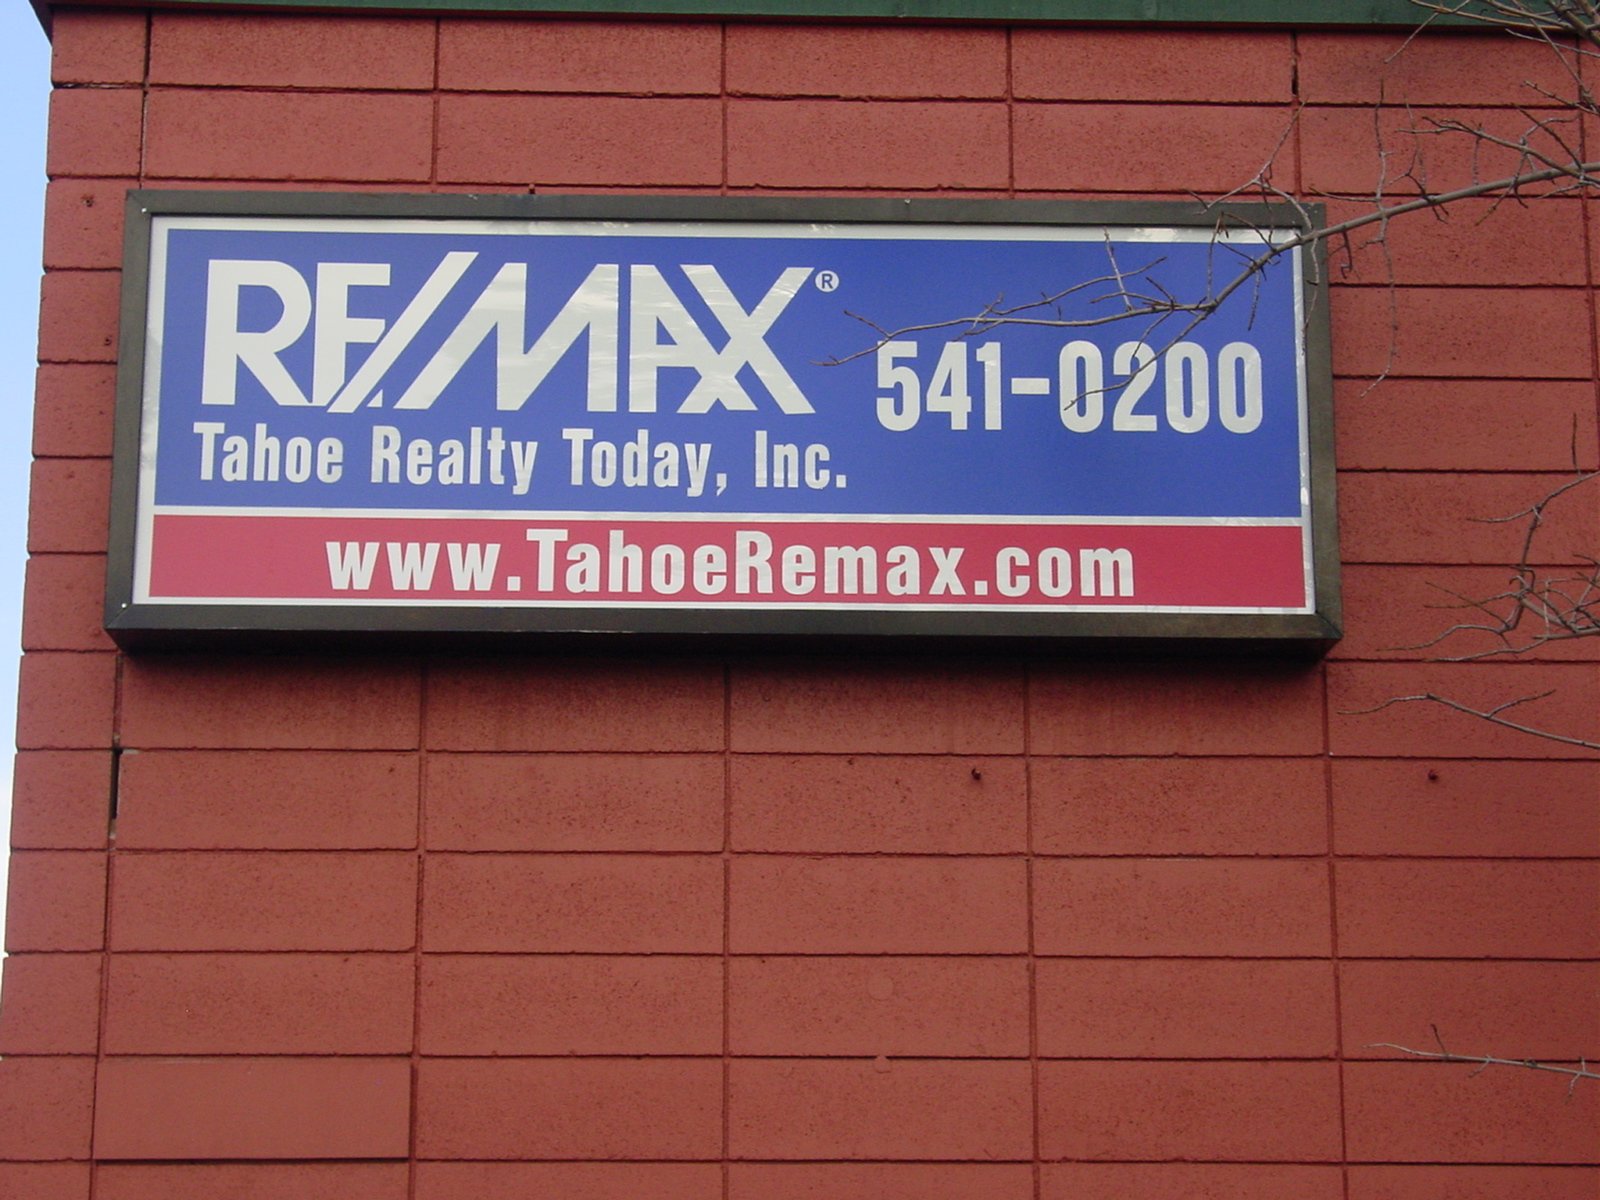 RE/MAX®
541-0200
Tahoe Realty Today, Inc.
www.TahoeRemax.com